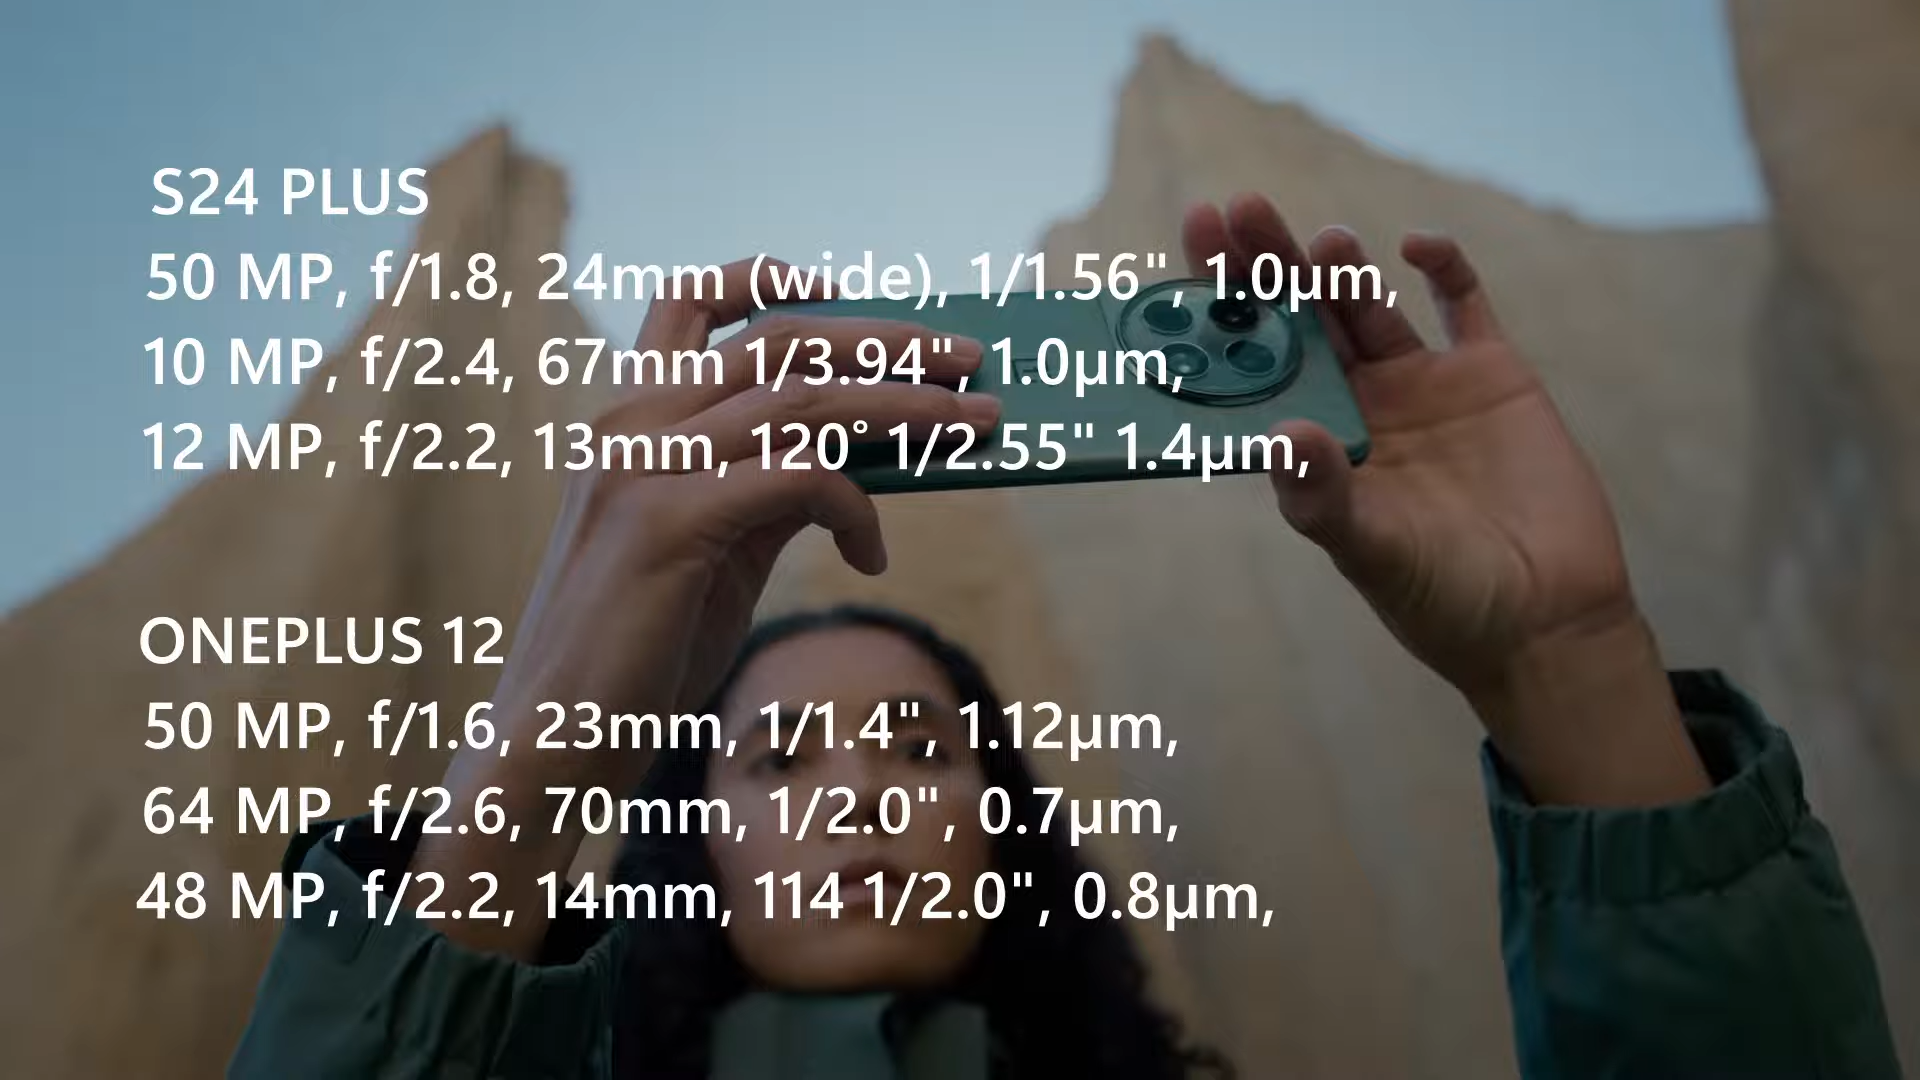 S24 PLUS
50 MP, f/1.8, 24mm (wide), 1/1.56", 1.0µm,
10 MP, f/2.4, 67mm 1/3.94", 1.0µm,
12 MP, f/2.2, 13mm, 120˚ 1/2.55" 1.4µm,
ONEPLUS 12
50 MP, f/1.6, 23mm, 1/1.4", 1.12µm,
64 MP, f/2.6, 70mm, 1/2.0", 0.7µm,
48 MP, f/2.2, 14mm, 114 1/2.0", 0.8µm,